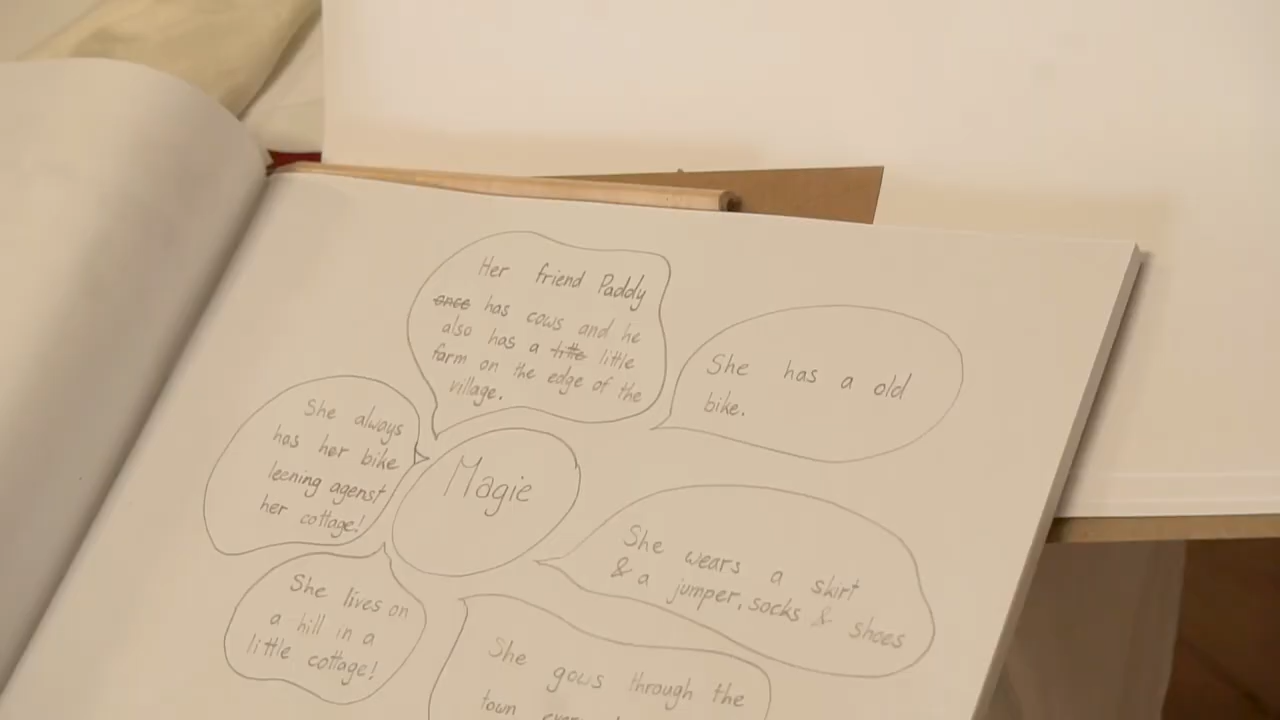 Her friend Paddy
has cows and he
also has a little
farm on the edge of the
village.
She has a old
bike.
She always
has her bike
leening agenst
her cottage!
Magie
She wears a skirt
& a jumper, socks & shoes
She lives on
a hill in a
little cottage!
She gows through the
town